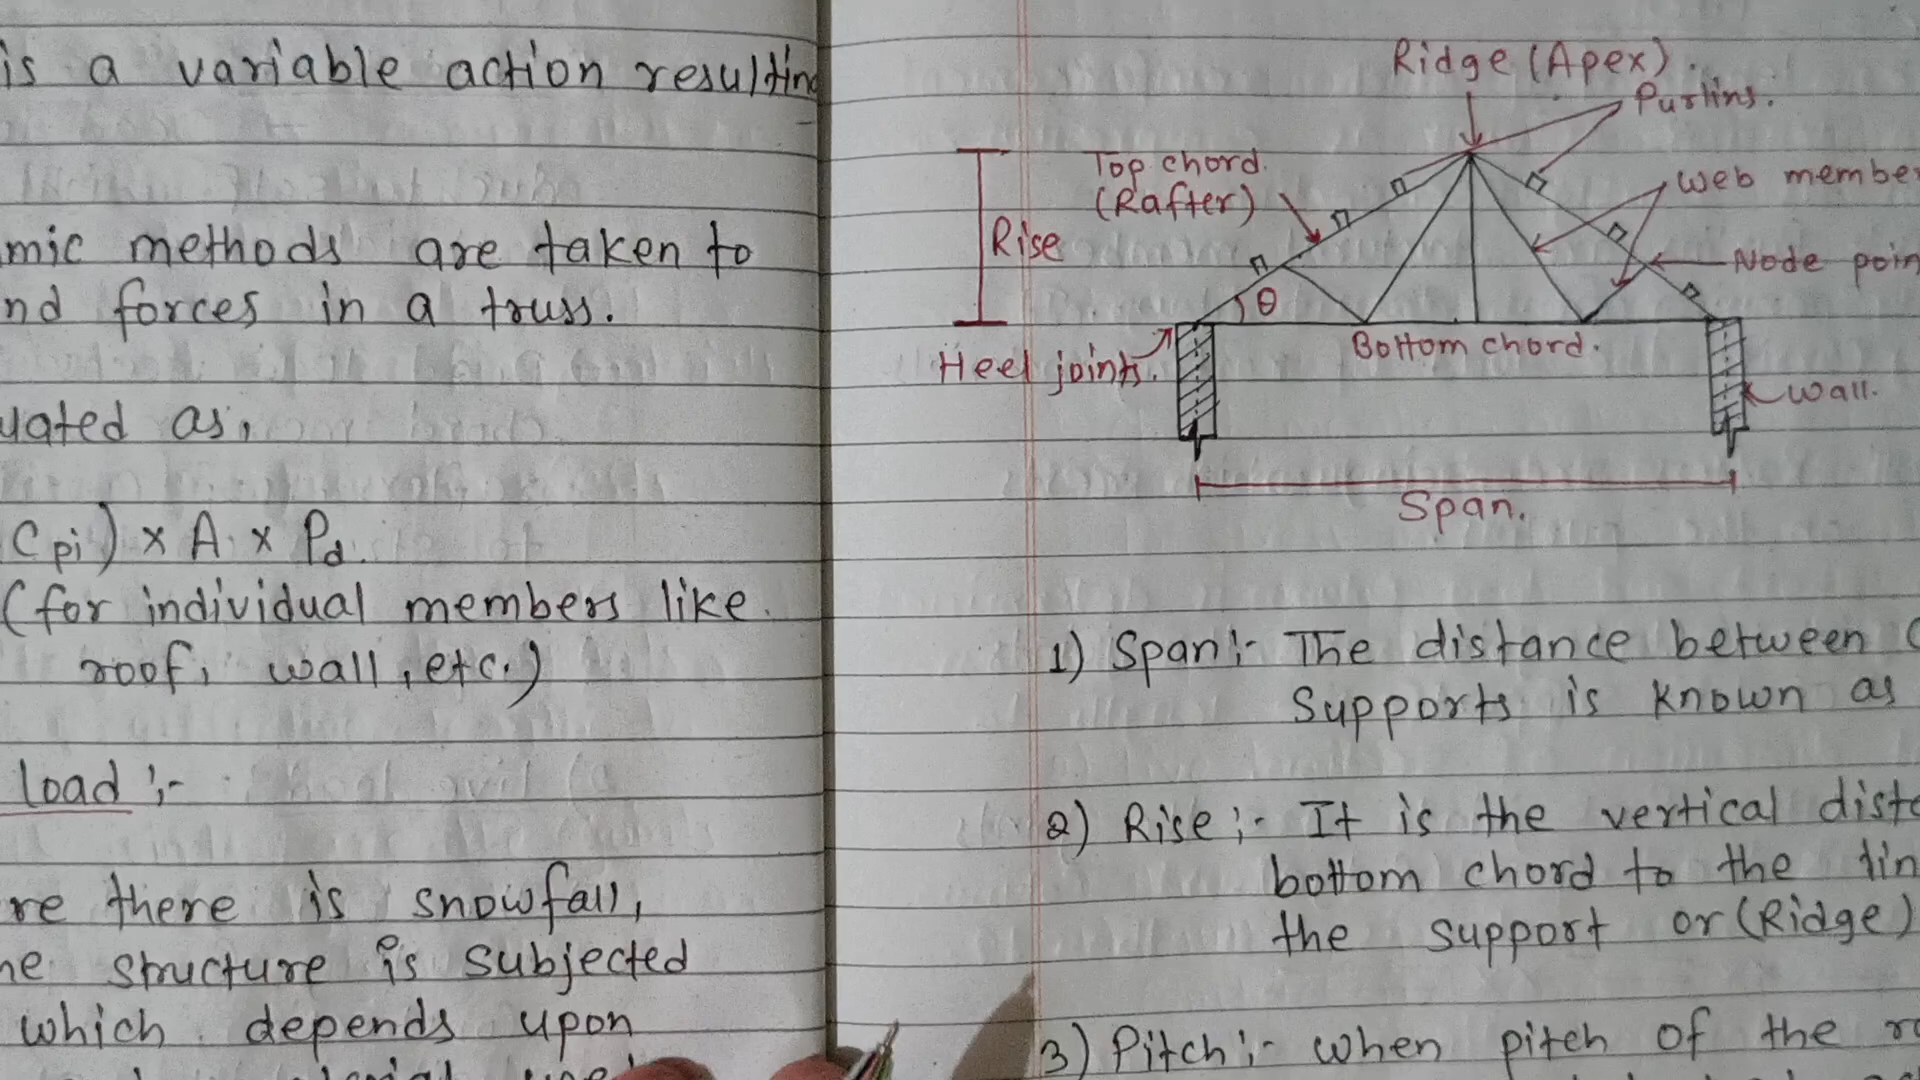 is a variable action resulting
mic methods are taken to
nd forces in a truss.
uated as,
Cpi) x A x Pd.
(for individual members like
roof, wall, etc.)
load :-
re there is snowfall,
he structure is subjected
which depends upon
Ridge (Apex).
Purlins.
Top chord.
(Rafter)
Web membe
Rise
Node poin
θ
Heel joints.
Bottom chord.
Wall.
Span.
1) Span :- The distance between
Supports is known as
2) Rise :- It is the vertical dista
bottom chord to the
the support or (Ridge)
3) Pitch :- when pitch of the ro